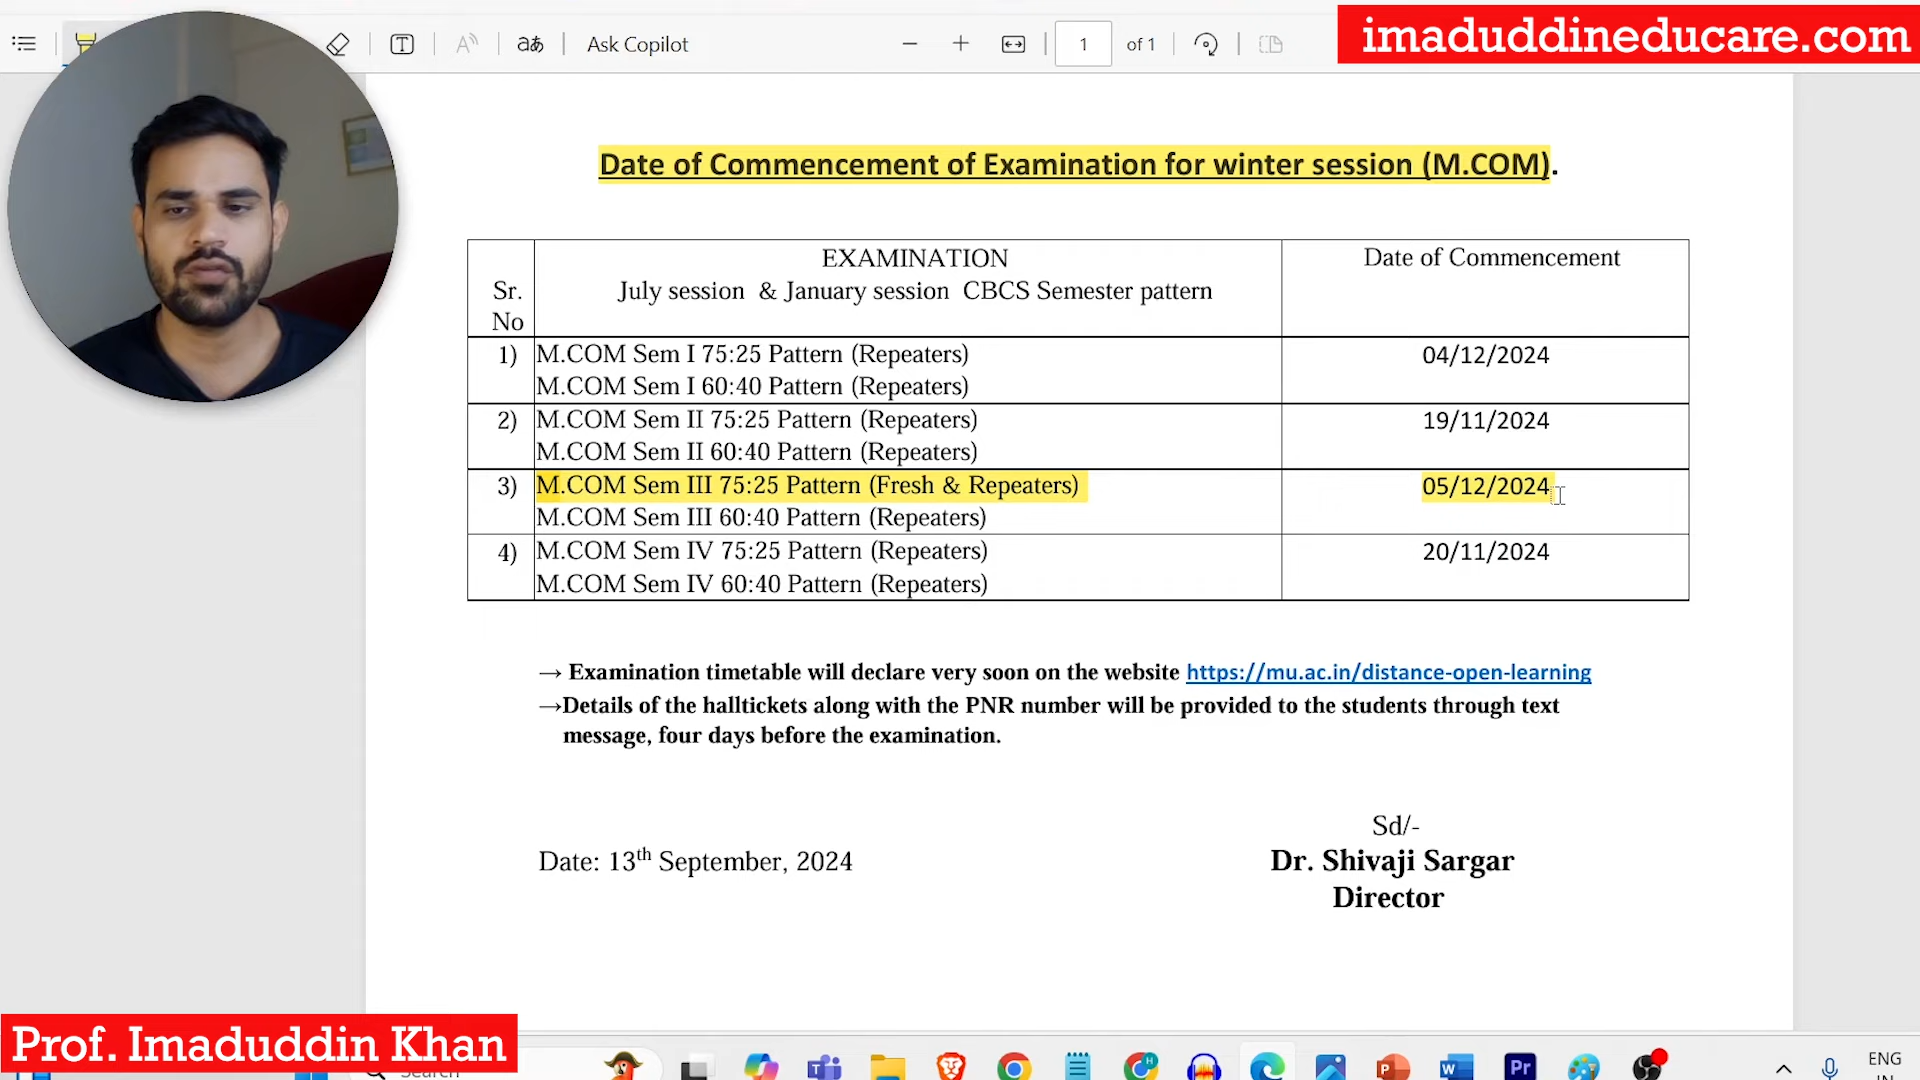 Ask Copilot
1
of 1
imaduddineducare.com
Date of Commencement of Examination for winter session (M.COM).
Sr.
No
EXAMINATION
July session & January session CBCS Semester pattern
Date of Commencement
1)
M.COM Sem I 75:25 Pattern (Repeaters)
M.COM Sem I 60:40 Pattern (Repeaters)
04/12/2024
2)
M.COM Sem II 75:25 Pattern (Repeaters)
M.COM Sem II 60:40 Pattern (Repeaters)
19/11/2024
3)
M.COM Sem III 75:25 Pattern (Fresh & Repeaters)
M.COM Sem III 60:40 Pattern (Repeaters)
05/12/2024
4)
M.COM Sem IV 75:25 Pattern (Repeaters)
M.COM Sem IV 60:40 Pattern (Repeaters)
20/11/2024
→ Examination timetable will declare very soon on the website https://mu.ac.in/distance-open-learning
→Details of the halltickets along with the PNR number will be provided to the students through text
message, four days before the examination.
Sd/-
Date: 13th September, 2024
Dr. Shivaji Sargar
Director
Prof. Imaduddin Khan
Search
ENG
IN